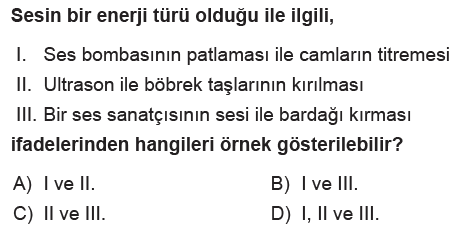 Sesin bir enerji türü olduğu ile ilgili,
I. Ses bombasının patlaması ile camların titremesi
II. Ultrason ile böbrek taşlarının kırılması
III. Bir ses sanatçısının sesi ile bardağı kırması
ifadelerinden hangileri örnek gösterilebilir?
A) I ve II. B) I ve III.
C) II ve III. D) I, II ve III.